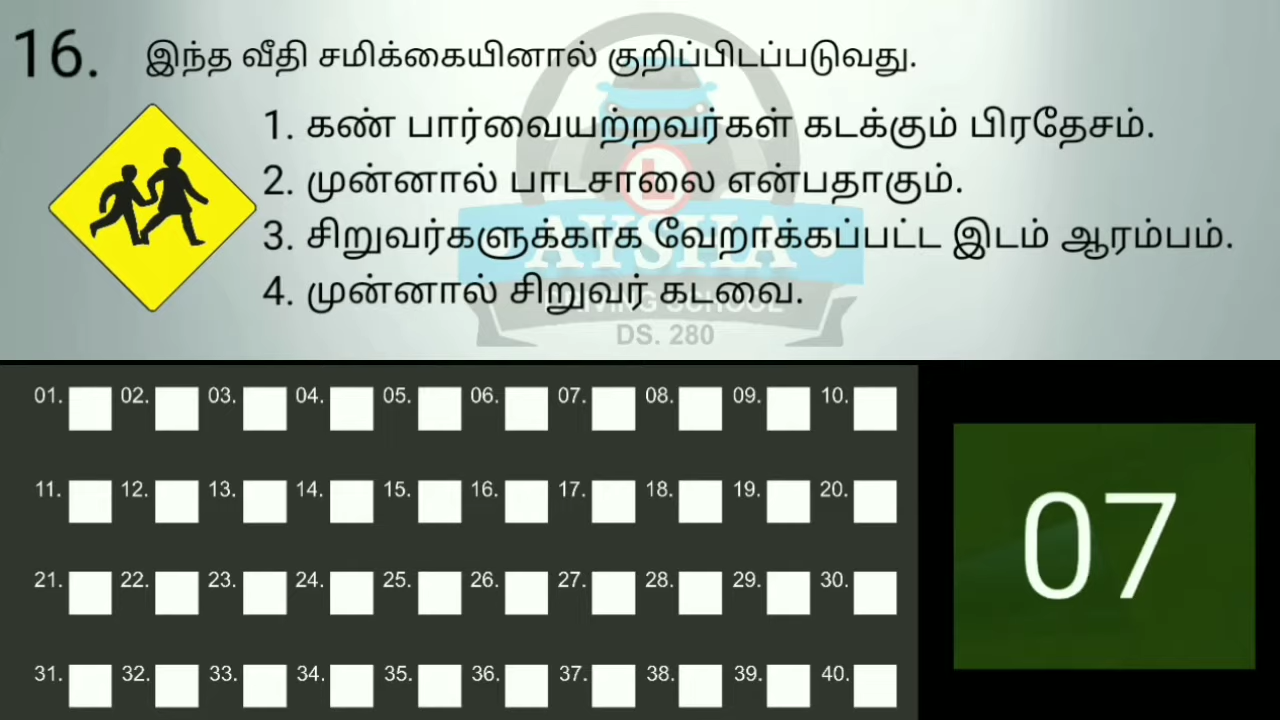 16. இந்த வீதி சமிக்கையினால் குறிப்பிடப்படுவது.
1. கண் பார்வையற்றவர்கள் கடக்கும் பிரதேசம்.
2. முன்னால் பாடசாலை என்பதாகும்.
3. சிறுவர்களுக்காக வேறாக்கப்பட்ட இடம் ஆரம்பம்.
4. முன்னால் சிறுவர் கடவை.
L
AYSHA
DRIVING SCHOOL
DS. 280
01. 02. 03. 04. 05. 06. 07. 08. 09. 10.
11. 12. 13. 14. 15. 16. 17. 18. 19. 20.
21. 22. 23. 24. 25. 26. 27. 28. 29. 30.
31. 32. 33. 34. 35. 36. 37. 38. 39. 40.
07